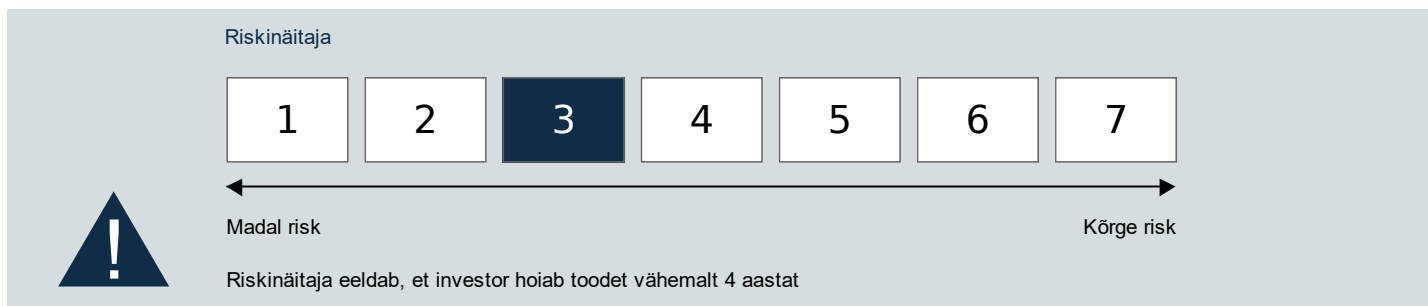 Riskinäitaja
1 2 3 4 5 6 7
Madal risk Kõrge risk
!
Riskinäitaja eeldab, et investor hoiab toodet vähemalt 4 aastat